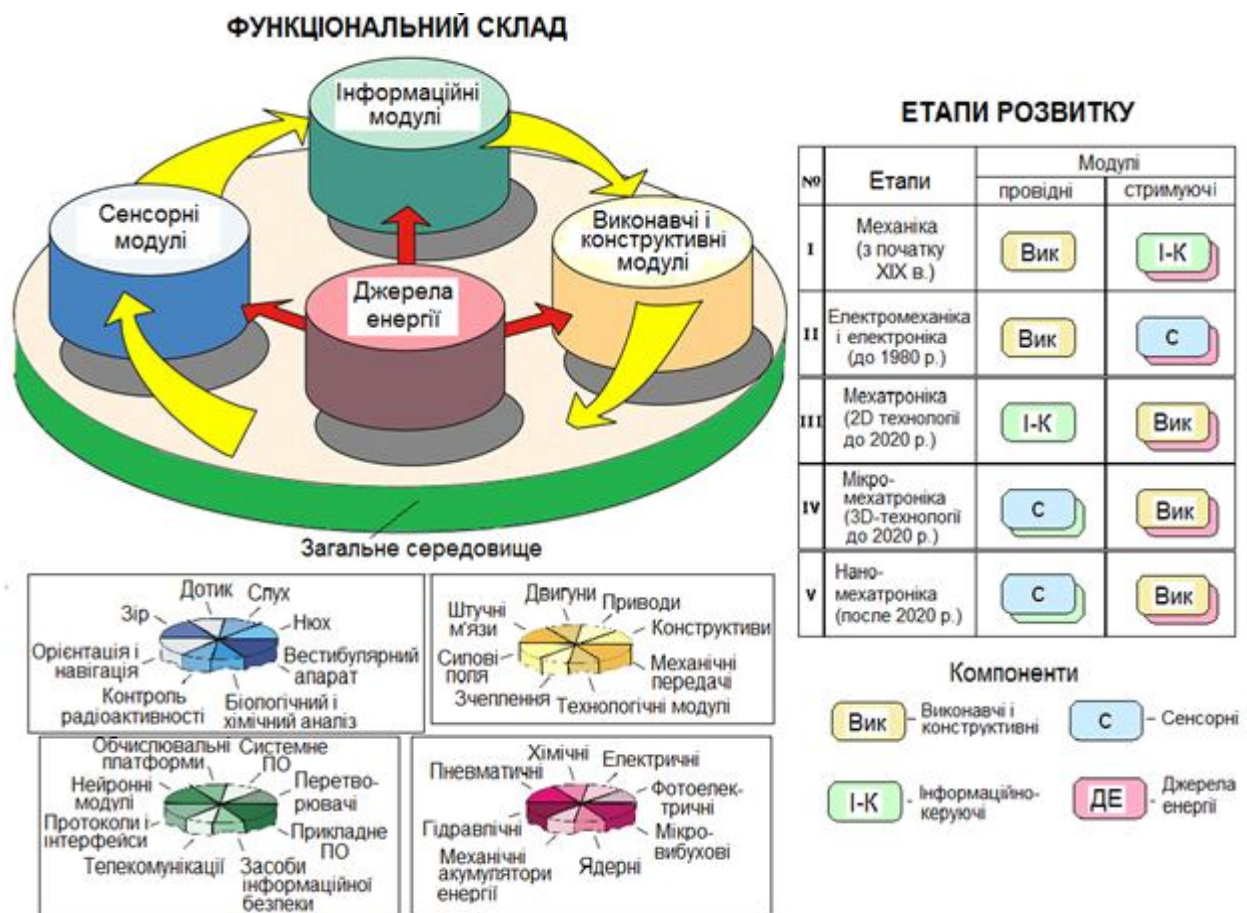 ФУНКЦІОНАЛЬНИЙ СКЛАД
Інформаційні
модулі
Сенсорні
модулі
Виконавчі і
конструктивні
модулі
Джерела
енергії
Загальне середовище
Дотик
Слух
Зір
Нюх
Орієнтація і
навігація
Вестибулярний
апарат
Контроль
радіоактивності
Біологічний і
хімічний аналіз
Двигуни
Приводи
Штучні
м'язи
Конструктиви
Силові
поля
Механічні
передачі
Зчеплення
Технологічні модулі
Обчислювальні
платформи
Системне
ПО
Нейронні
модулі
Перетво-
рювачі
Протоколи і
інтерфейси
Прикладне
ПО
Телекомунікації
Засоби
інформаційної
безпеки
Хімічні
Електричні
Пневматичні
Фотоелек-
тричні
Гідравлічні
Мікро-
вибухові
Механічні
акумулятори
енергії
Ядерні
ЕТАПИ РОЗВИТКУ
№ Етапи Модулі
провідні стримуючі
I Механіка
(з початку
XIX в.)
Вик І-К
II Електромеханіка
і електроніка
(до 1980 р.)
Вик С
III Мехатроніка
(2D технології
до 2020 р.)
І-К Вик
IV Мікро-
мехатроніка
(3D-технології
до 2020 р.)
С Вик
V Нано-
мехатроніка
(после 2020 р.)
С Вик
Компоненти
Вик - Виконавчі і
конструктивні
С - Сенсорні
І-К - Інформаційно-
керуючі
ДЕ - Джерела
енергії